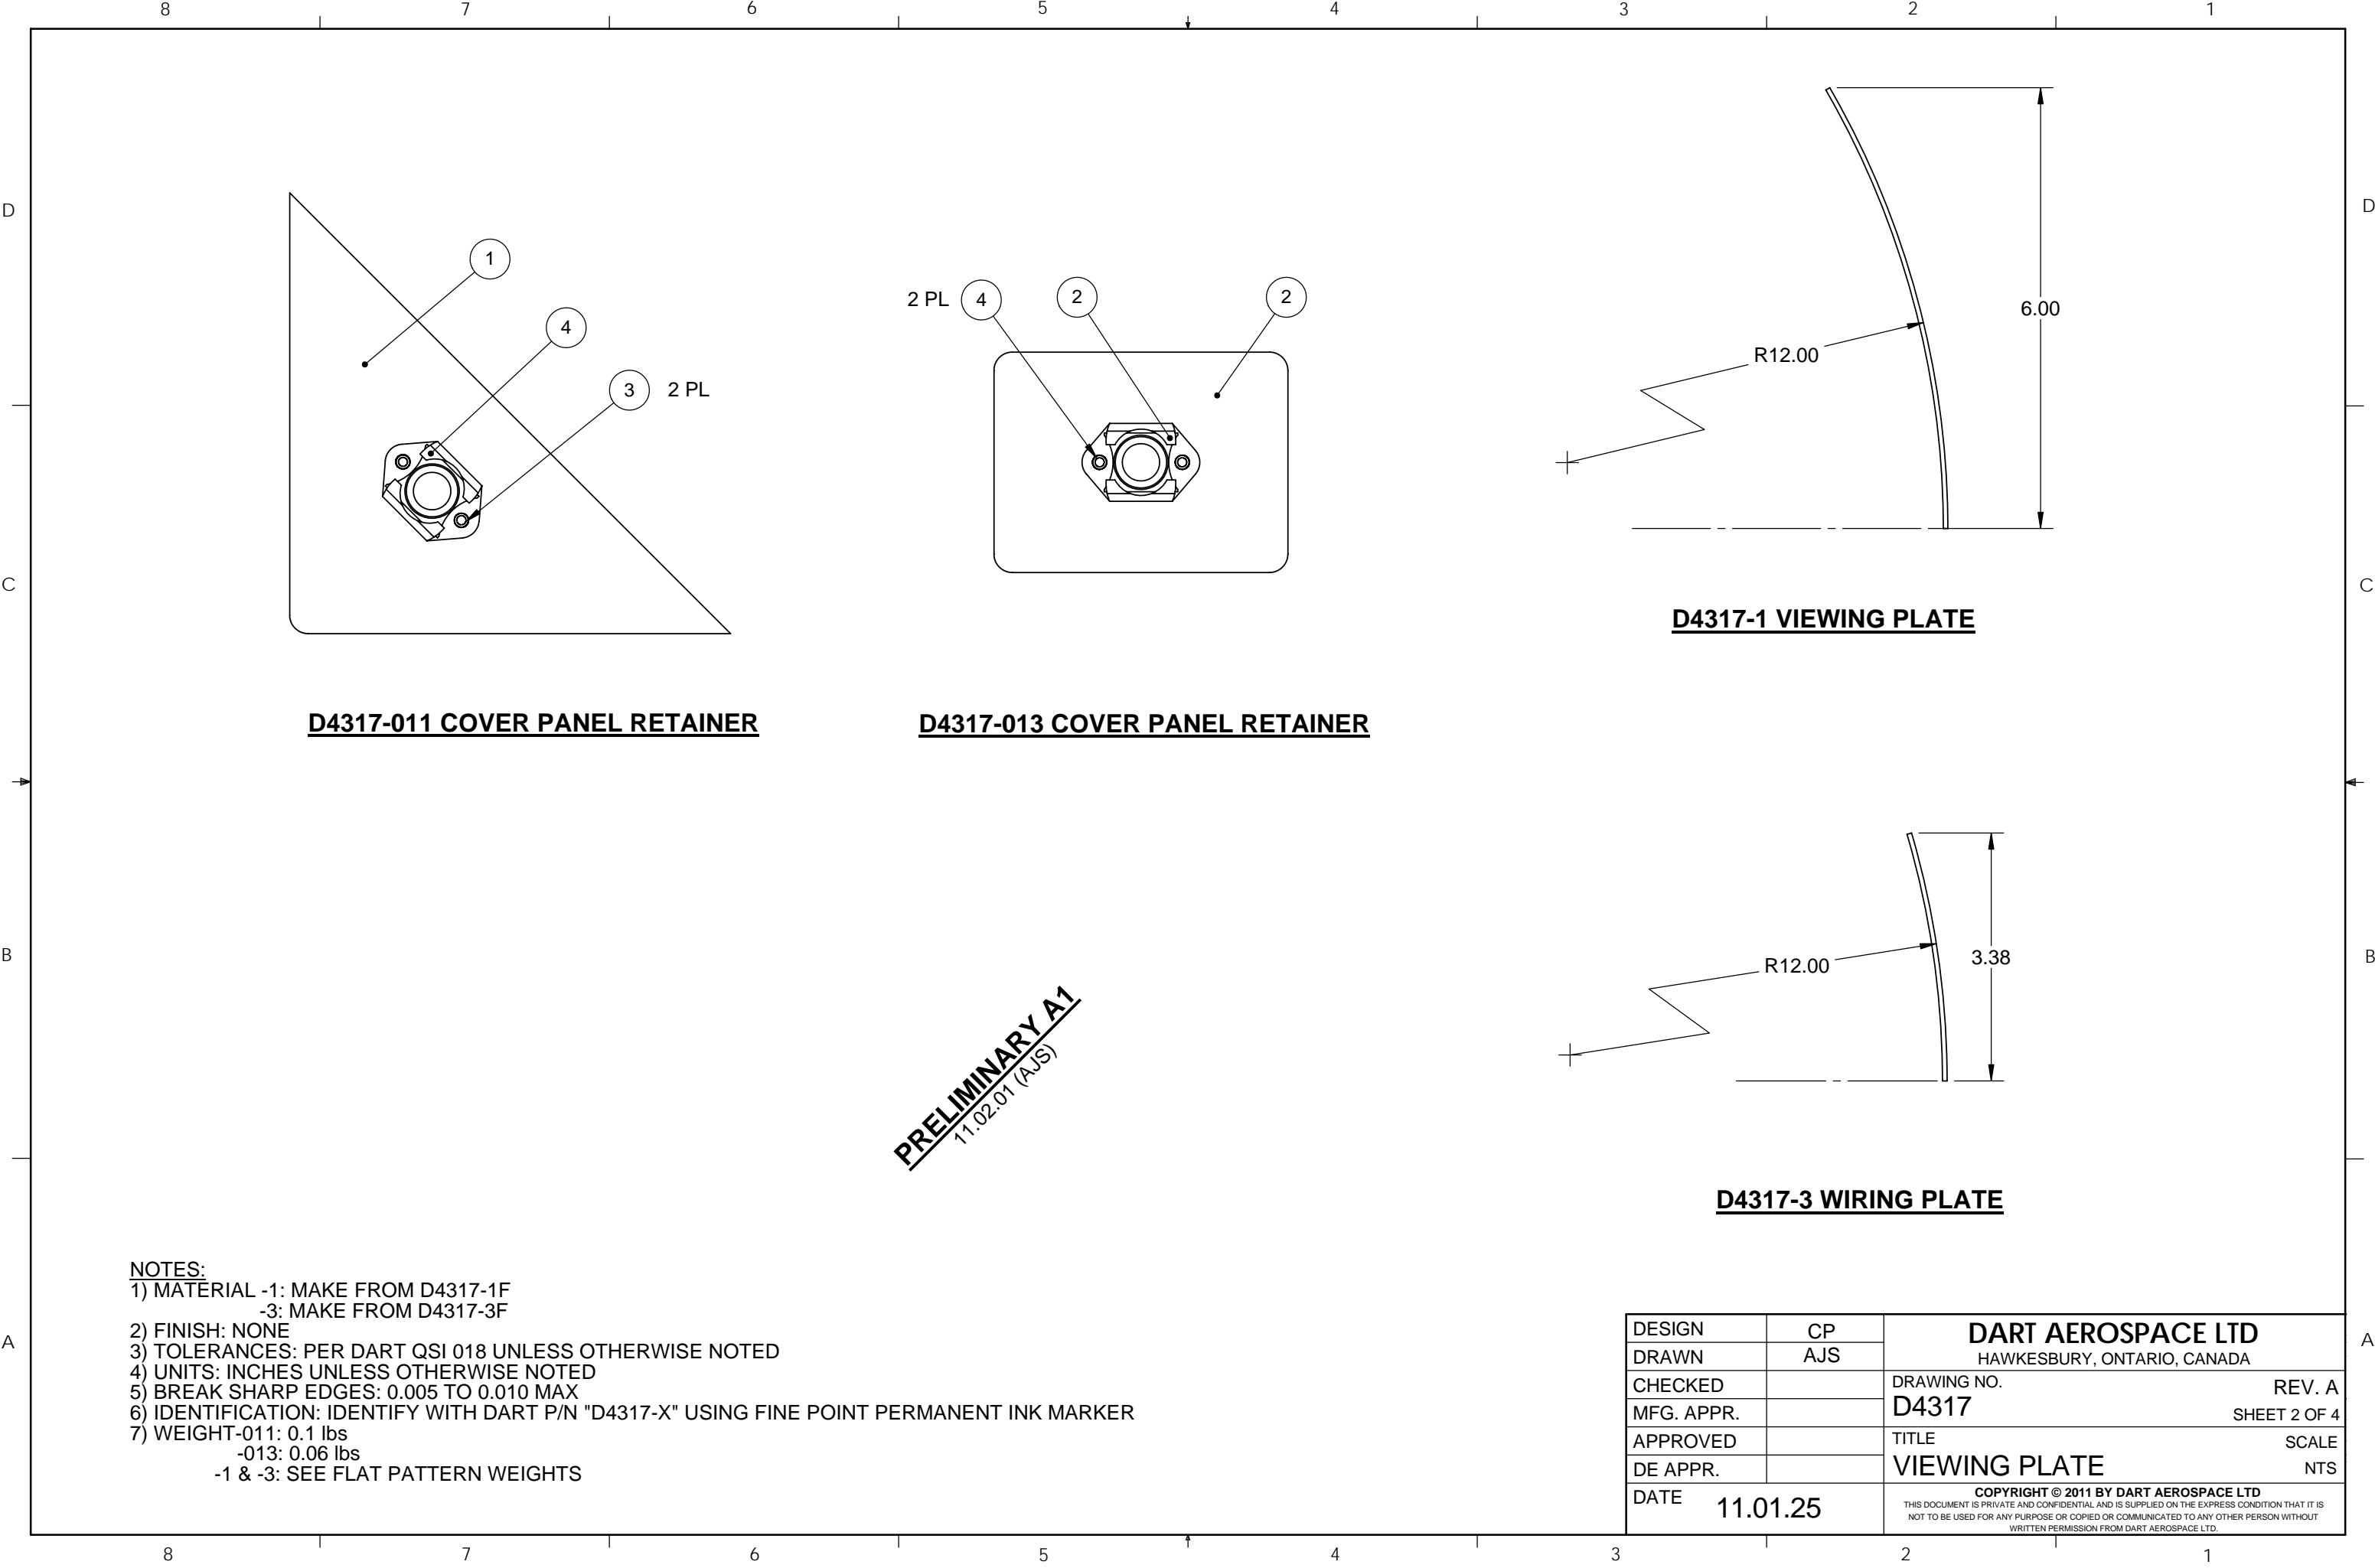 8 7 6 5 4 3 2 1
D D
C C
B B
A A
1
4
3 2 PL
D4317-011 COVER PANEL RETAINER
2 PL 4 2 2
D4317-013 COVER PANEL RETAINER
6.00
R12.00
D4317-1 VIEWING PLATE
R12.00
3.38
D4317-3 WIRING PLATE
PRELIMINARY A1
11.02.01 (AJS)
NOTES:
1) MATERIAL -1: MAKE FROM D4317-1F
-3: MAKE FROM D4317-3F
2) FINISH: NONE
3) TOLERANCES: PER DART QSI 018 UNLESS OTHERWISE NOTED
4) UNITS: INCHES UNLESS OTHERWISE NOTED
5) BREAK SHARP EDGES: 0.005 TO 0.010 MAX
6) IDENTIFICATION: IDENTIFY WITH DART P/N "D4317-X" USING FINE POINT PERMANENT INK MARKER
7) WEIGHT-011: 0.1 lbs
-013: 0.06 lbs
-1 & -3: SEE FLAT PATTERN WEIGHTS
DESIGN CP
DRAWN AJS
CHECKED
MFG. APPR.
APPROVED
DE APPR.
DATE 11.01.25
DART AEROSPACE LTD
HAWKESBURY, ONTARIO, CANADA
DRAWING NO. REV. A
D4317 SHEET 2 OF 4
TITLE SCALE
VIEWING PLATE NTS
COPYRIGHT © 2011 BY DART AEROSPACE LTD
THIS DOCUMENT IS PRIVATE AND CONFIDENTIAL AND IS SUPPLIED ON THE EXPRESS CONDITION THAT IT IS
NOT TO BE USED FOR ANY PURPOSE OR COPIED OR COMMUNICATED TO ANY OTHER PERSON WITHOUT
WRITTEN PERMISSION FROM DART AEROSPACE LTD.
8 7 6 5 4 3 2 1